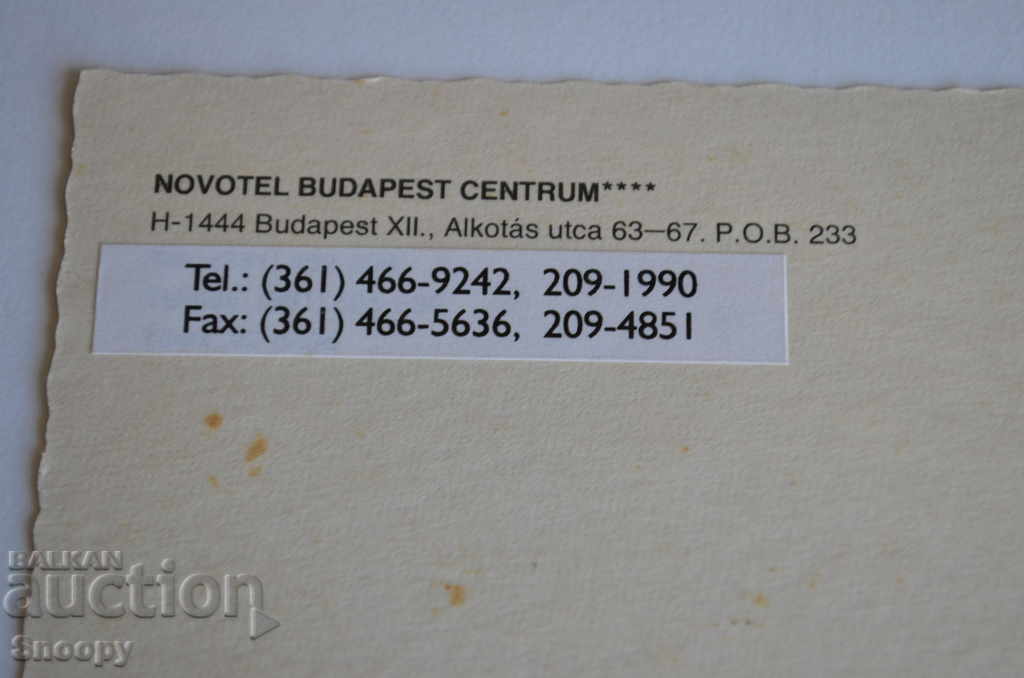 NOVOTEL BUDAPEST CENTRUM****
H-1444 Budapest XII., Alkotás utca 63–67. P.O.B. 233
Tel.: (361) 466-9242, 209-1990
Fax: (361) 466-5636, 209-4851
BALKAN
auction
Snoopy